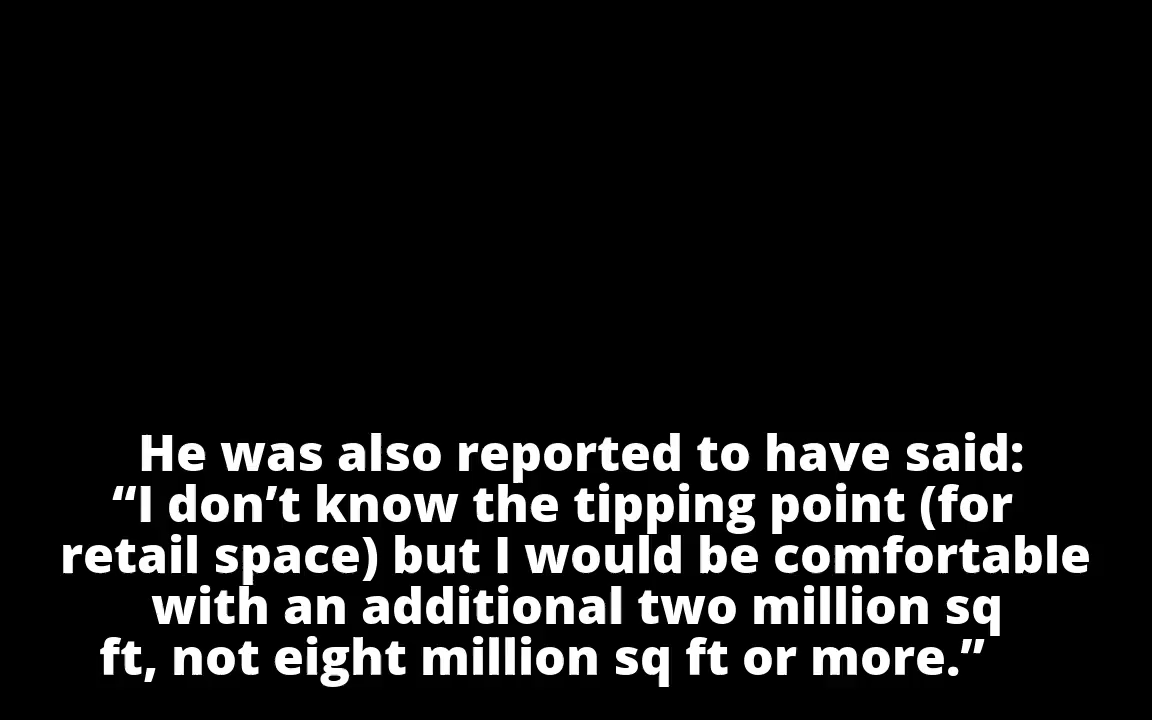 He was also reported to have said:
“I don’t know the tipping point (for
retail space) but I would be comfortable
with an additional two million sq
ft, not eight million sq ft or more.”